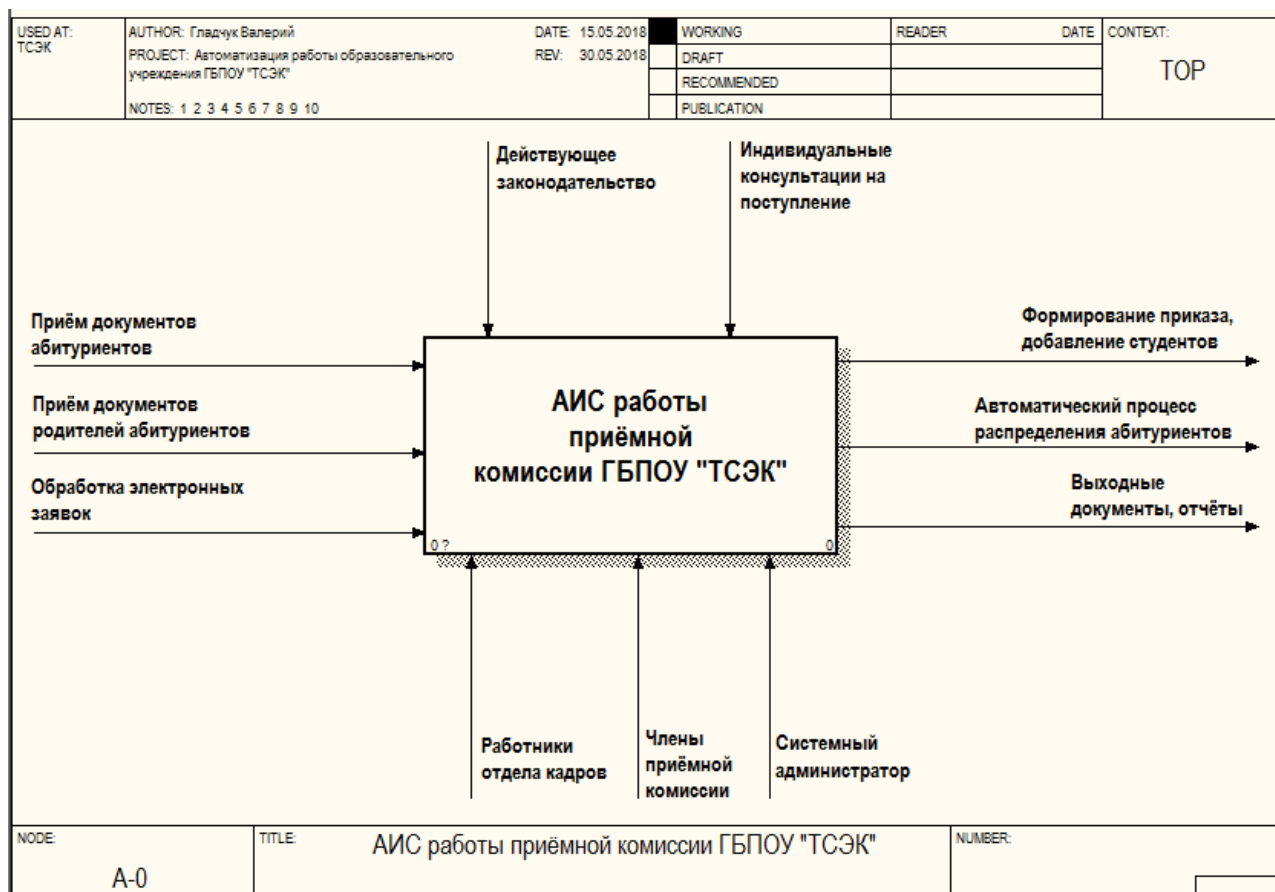 USED AT:
ТСЭК
AUTHOR: Гладчук Валерий
DATE: 15.05.2018
PROJECT: Автоматизация работы образовательного
учреждения ГБПОУ "ТСЭК"
REV: 30.05.2018
NOTES: 1 2 3 4 5 6 7 8 9 10
WORKING
DRAFT
RECOMMENDED
PUBLICATION
READER DATE
CONTEXT:
TOP
Действующее
законодательство
Индивидуальные
консультации на
поступление
Приём документов
абитуриентов
Приём документов
родителей абитуриентов
Обработка электронных
заявок
АИС работы
приёмной
комиссии ГБПОУ "ТСЭК"
0 ?
0
Формирование приказа,
добавление студентов
Автоматический процесс
распределения абитуриентов
Выходные
документы, отчёты
Работники
отдела кадров
Члены
приёмной
комиссии
Системный
администратор
NODE:
A-0
TITLE:
АИС работы приёмной комиссии ГБПОУ "ТСЭК"
NUMBER: